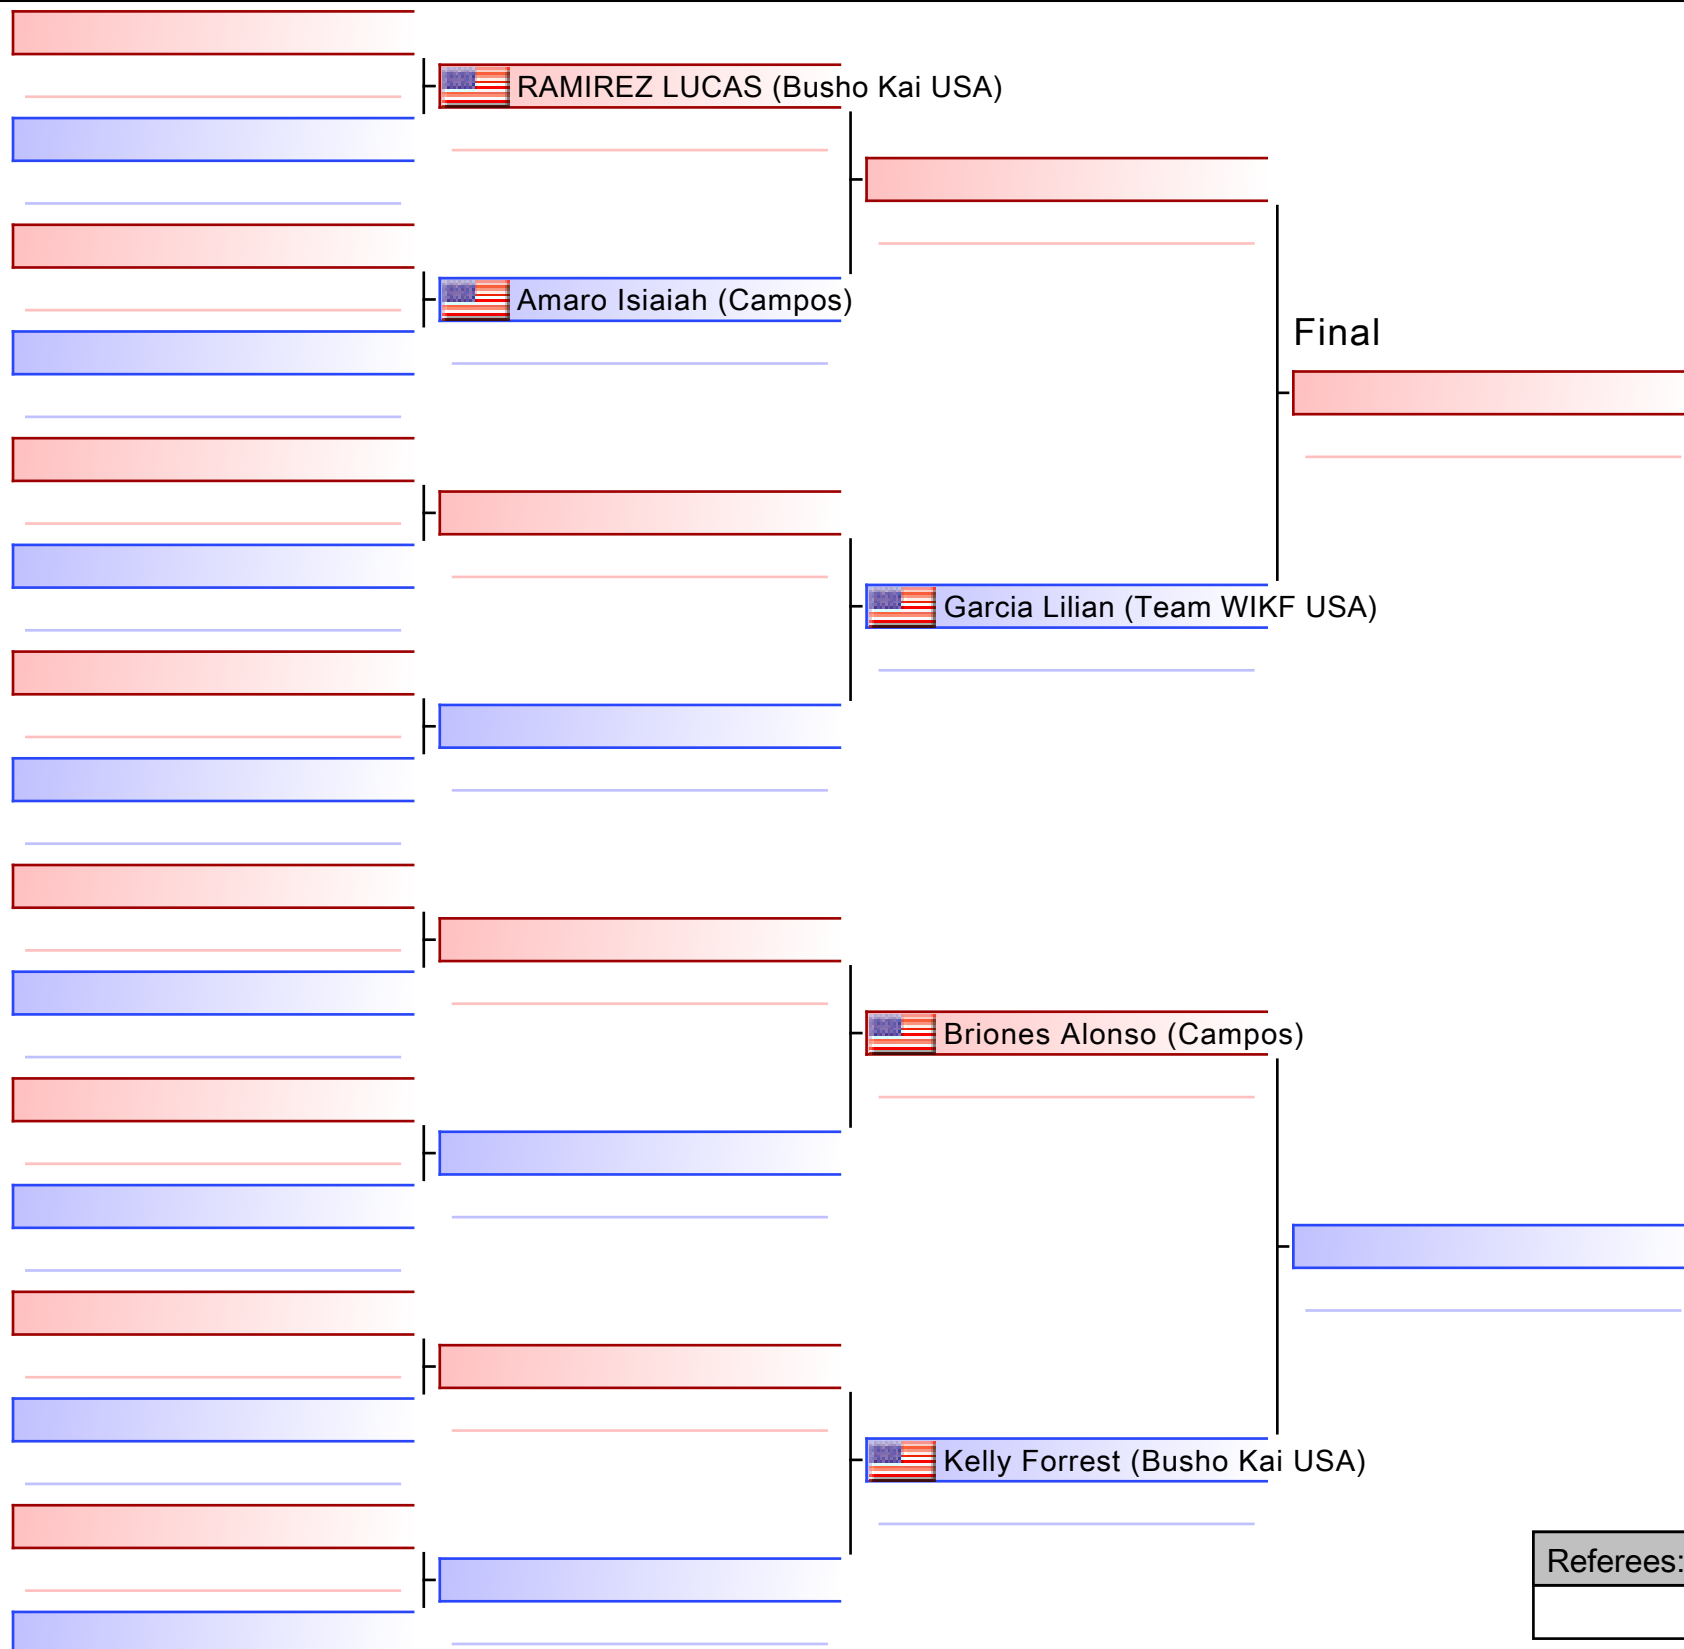 RAMIREZ LUCAS (Busho Kai USA)
Amaro Isiaiah (Campos)
Final
Garcia Lilian (Team WIKF USA)
Briones Alonso (Campos)
Kelly Forrest (Busho Kai USA)
Referees: